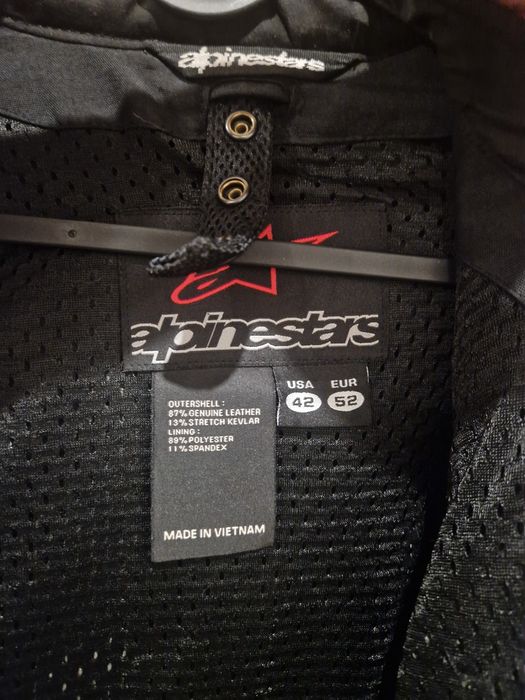 alpinestars
alpinestars
USA EUR
42 52
OUTERSHELL :
87% GENUINE LEATHER
13% STRETCH KEVLAR
LINING :
89% POLYESTER
11% SPANDEX
MADE IN VIETNAM